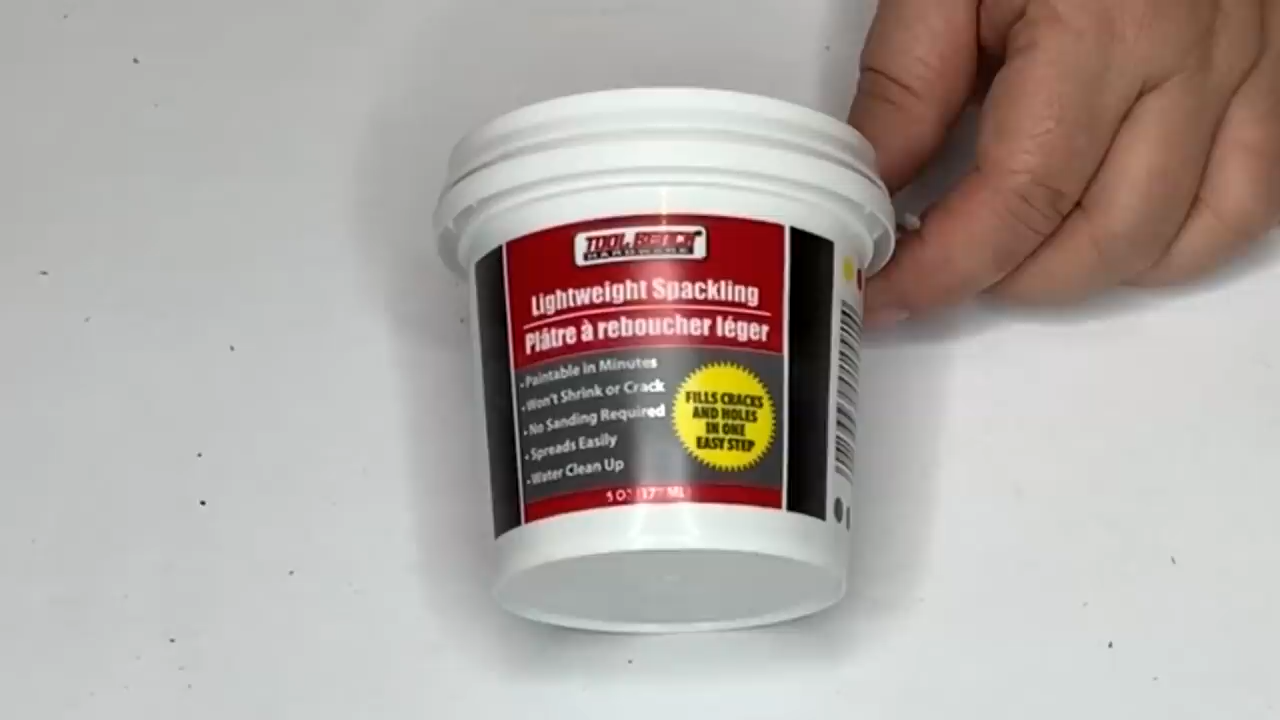 TOOL BENCH
HARDWARE
Lightweight Spackling
Plâtre à reboucher léger
• Paintable in Minutes
• Won't Shrink or Crack
• No Sanding Required
• Spreads Easily
• Water Clean Up
FILLS CRACKS
AND HOLES
IN ONE
EASY STEP